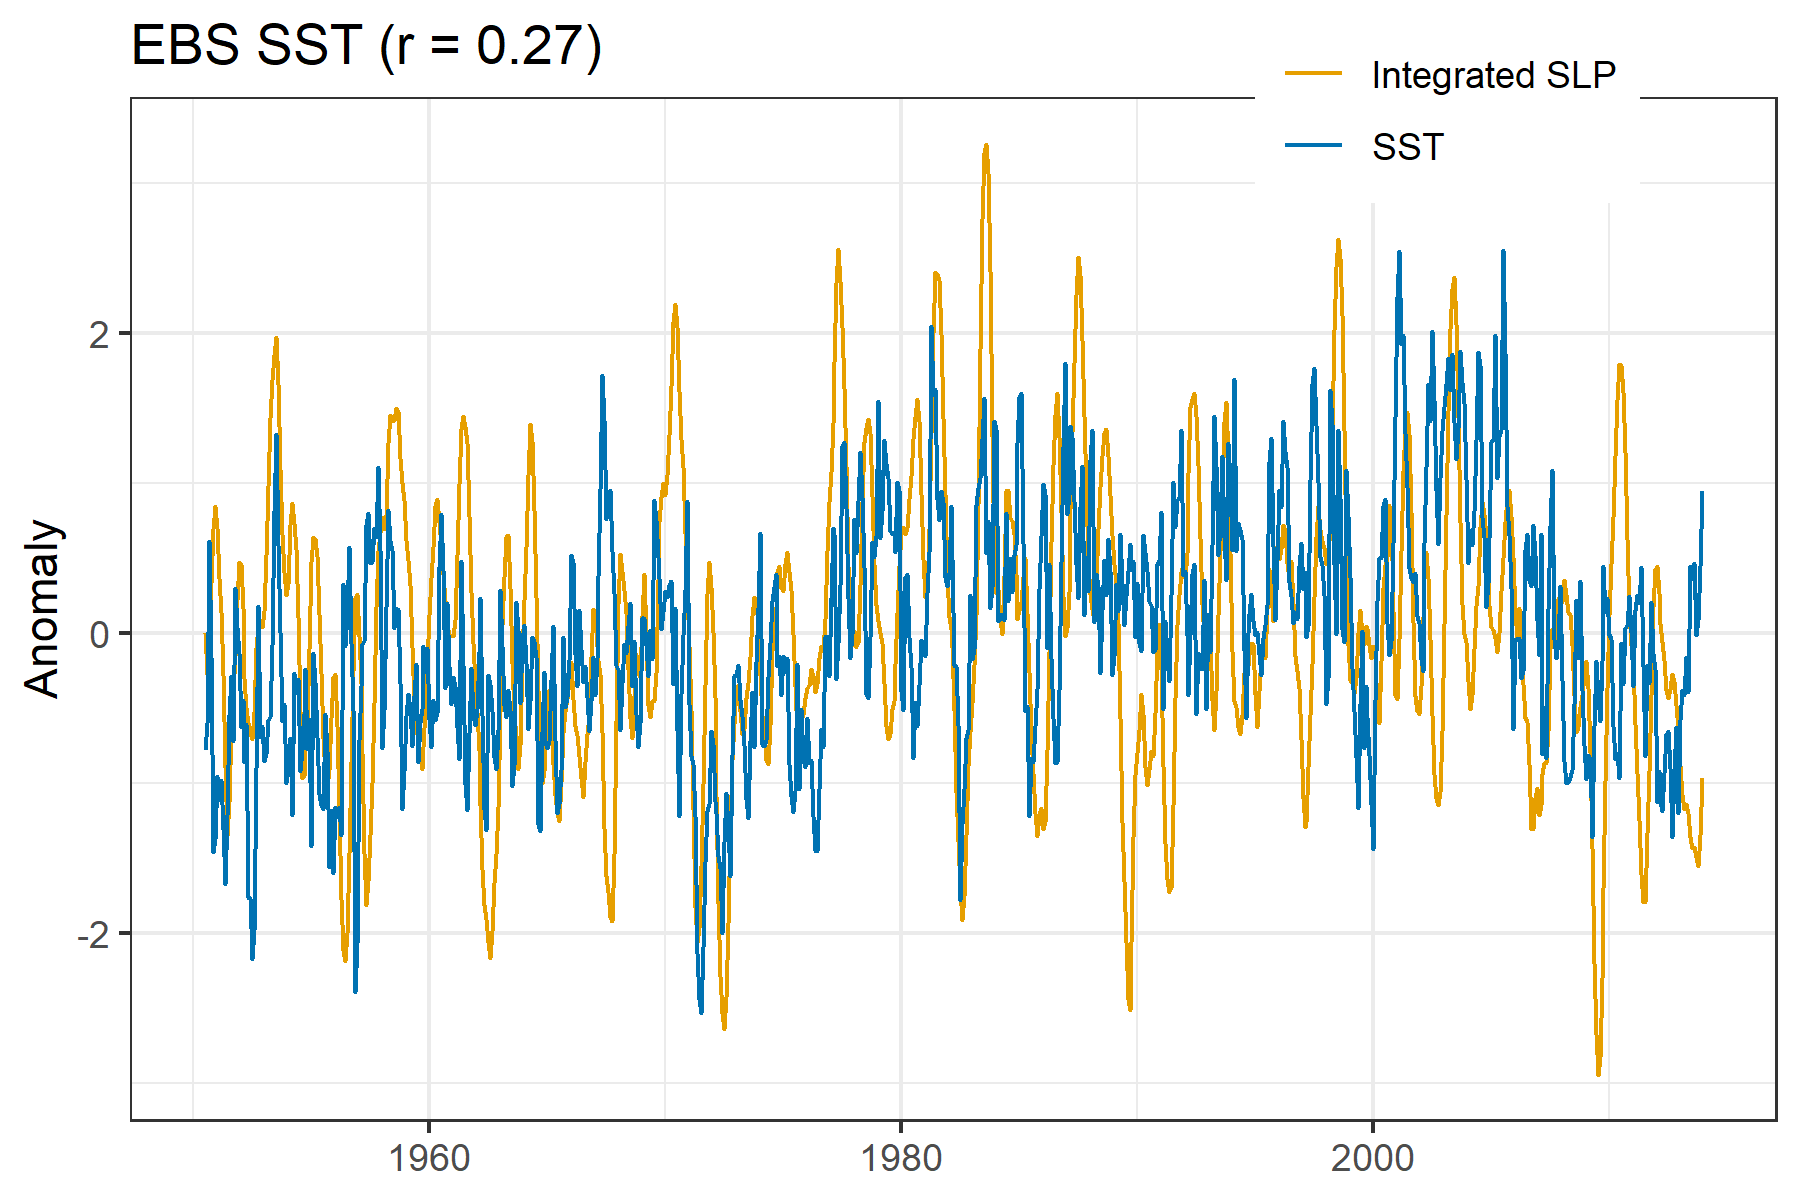 EBS SST (r = 0.27)
Integrated SLP
SST
Anomaly
2
0
-2
1960
1980
2000